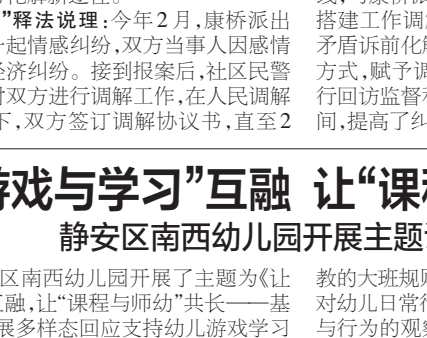 ”释法说理：今年2月，康桥派出
起情感纠纷，双方当事人因感情
经济纠纷。接到报案后，社区民警
对双方进行调解工作，在人民调解
下，双方签订调解协议书，直至2
搭建工作调
矛盾诉前化
方式，赋予调
行回访监督
间，提高了纠
戏与学习”互融 让“课
静安区南西幼儿园开展主题
区南西幼儿园开展了主题为《让
互融，让“课程与师幼”共长——基
展多样态回应支持幼儿游戏学习
教的大班规则
对幼儿日常行
与行为的观察